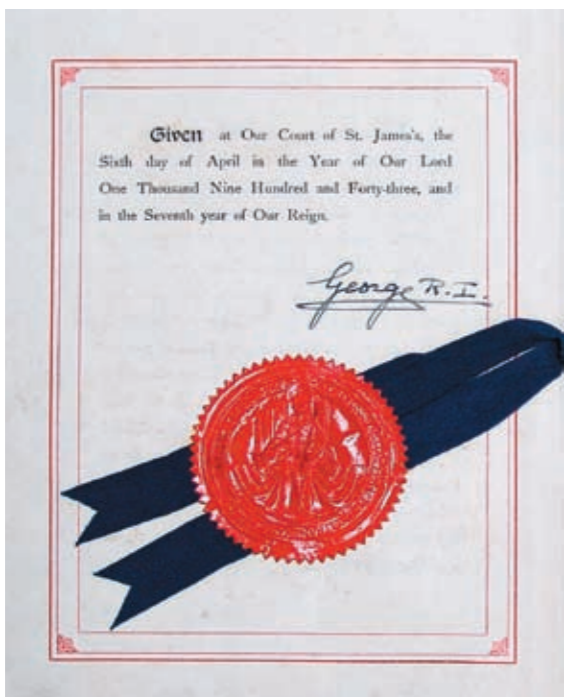 Given at Our Court of St. James's, the
Sixth day of April in the Year of Our Lord
One Thousand Nine Hundred and Forty-three, and
in the Seventh year of Our Reign.
George R.I.